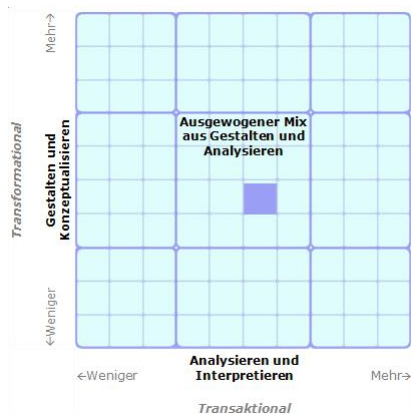 Mehr→
Transformational
Gestalten und
Konzeptualisieren
←Weniger
Ausgewogener Mix
aus Gestalten und
Analysieren
←Weniger
Analysieren und
Interpretieren
Mehr→
Transaktional